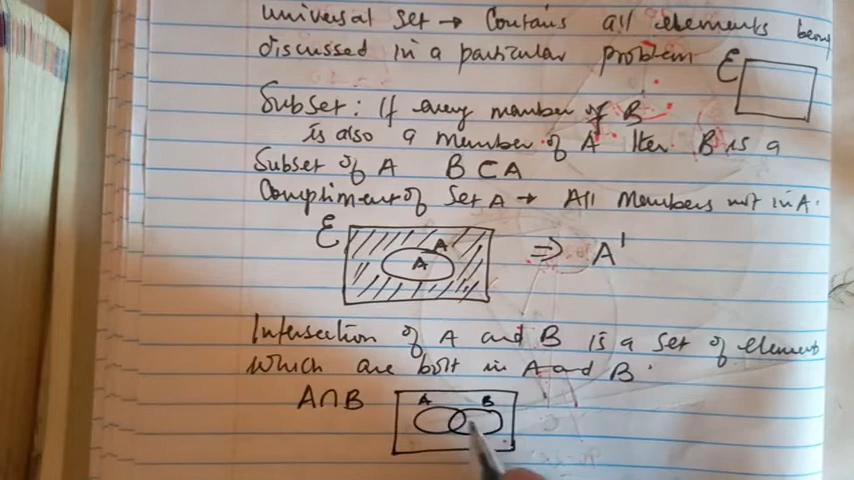 Universal Set → Contains all elements being
discussed in a particular problem ℰ
Subset: If every member of B
is also a member of A then B is a
Subset of A B ⊂ A
Compliment of Set A → All Members not in A.
ℰ A A ⇒ A'
Intersection of A and B is a set of element
which are both in A and B.
A∩B A B